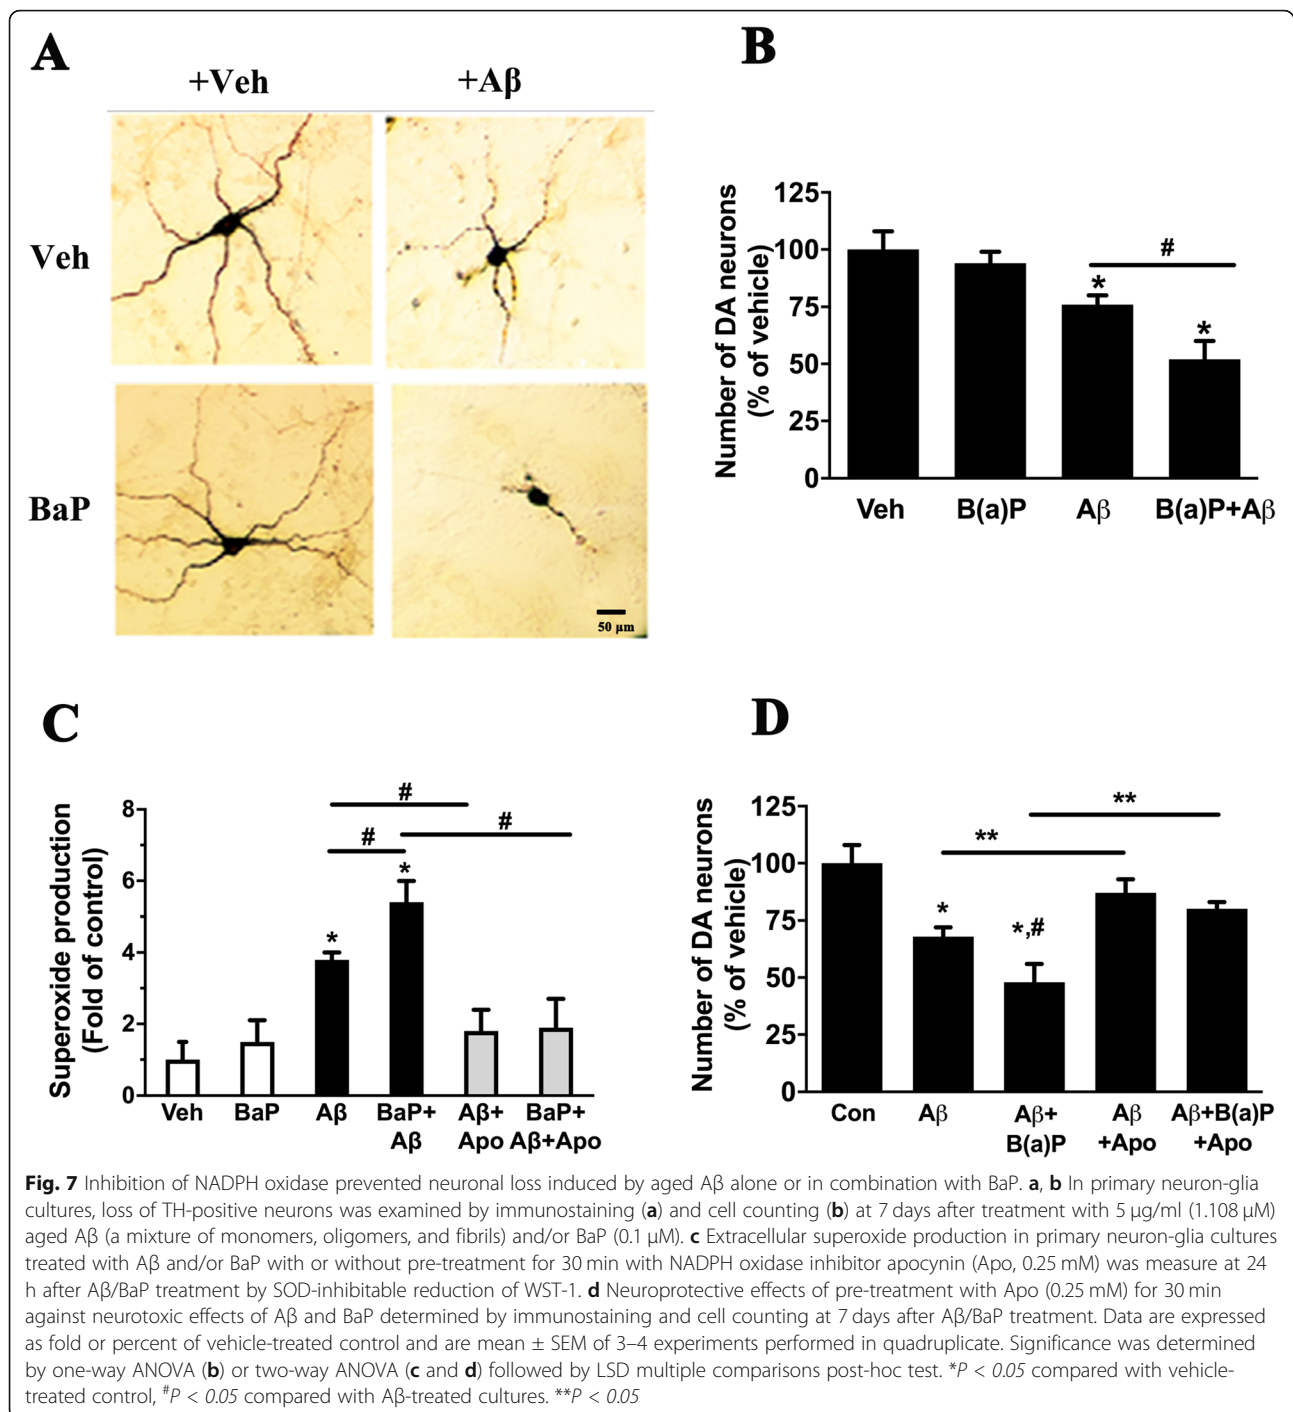 A
+Veh
+Aβ
Veh
BaP
50 µm
B
Number of DA neurons
(% of vehicle)
125
100
75
50
25
0
#
*
*
Veh
B(a)P
Aβ
B(a)P+Aβ
C
Superoxide production
(Fold of control)
8
6
4
2
0
#
#
#
*
*
Veh
BaP
Aβ
BaP+
Aβ
Aβ+
Apo
BaP+
Aβ+Apo
D
Number of DA neurons
(% of vehicle)
125
100
75
50
25
0
**
**
*
*,#
Con
Aβ
Aβ+
B(a)P
Aβ
+Apo
Aβ+B(a)P
+Apo
Fig. 7 Inhibition of NADPH oxidase prevented neuronal loss induced by aged Aβ alone or in combination with BaP. a, b In primary neuron-glia
cultures, loss of TH-positive neurons was examined by immunostaining (a) and cell counting (b) at 7 days after treatment with 5 µg/ml (1.108 µM)
aged Aβ (a mixture of monomers, oligomers, and fibrils) and/or BaP (0.1 µM). c Extracellular superoxide production in primary neuron-glia cultures
treated with Aβ and/or BaP with or without pre-treatment for 30 min with NADPH oxidase inhibitor apocynin (Apo, 0.25 mM) was measure at 24
h after Aβ/BaP treatment by SOD-inhibitable reduction of WST-1. d Neuroprotective effects of pre-treatment with Apo (0.25 mM) for 30 min
against neurotoxic effects of Aβ and BaP determined by immunostaining and cell counting at 7 days after Aβ/BaP treatment. Data are expressed
as fold or percent of vehicle-treated control and are mean ± SEM of 3–4 experiments performed in quadruplicate. Significance was determined
by one-way ANOVA (b) or two-way ANOVA (c and d) followed by LSD multiple comparisons post-hoc test. *P < 0.05 compared with vehicle-
treated control, #P < 0.05 compared with Aβ-treated cultures. **P < 0.05